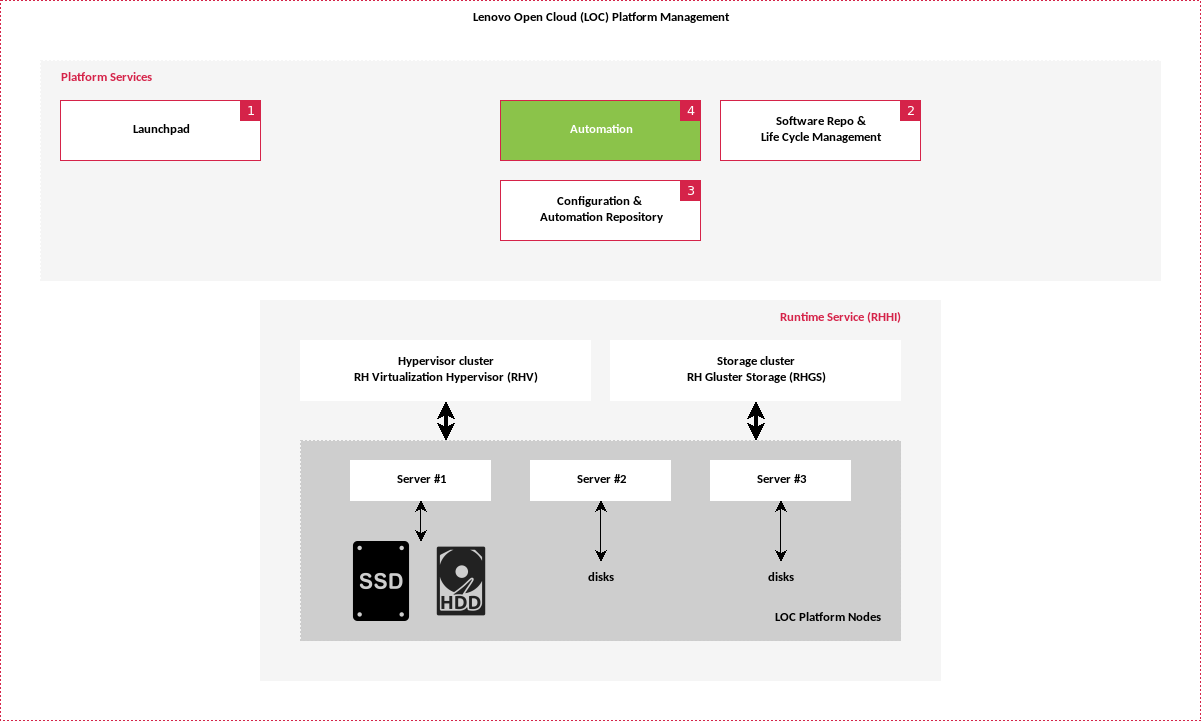 Lenovo Open Cloud (LOC) Platform Management
Platform Services
1
Launchpad
4
Automation
2
Software Repo &
Life Cycle Management
3
Configuration &
Automation Repository
Runtime Service (RHHI)
Hypervisor cluster
RH Virtualization Hypervisor (RHV)
Storage cluster
RH Gluster Storage (RHGS)
Server #1
Server #2
Server #3
SSD
HDD
disks
disks
LOC Platform Nodes